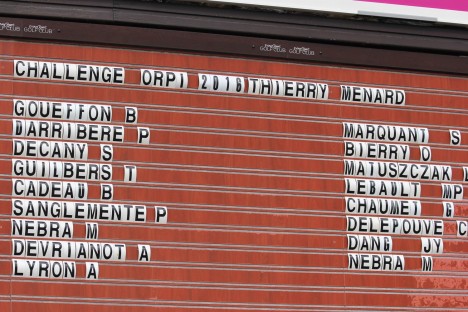 CHALLENGE ORPI 2016 THIERRY MENARD
GOUEFFON B
DARRIBERE P
DECANY S
GUILBERS T
CADEAU B
SANGLEMENTE P
NEBRA M
DEVRIANOT A
LYRON A
MARQUANT S
BIERRY O
MATUSZCZAK
LEBAULT MP
CHAUMET G
DELEPOUVE C
DANG JY
NEBRA M